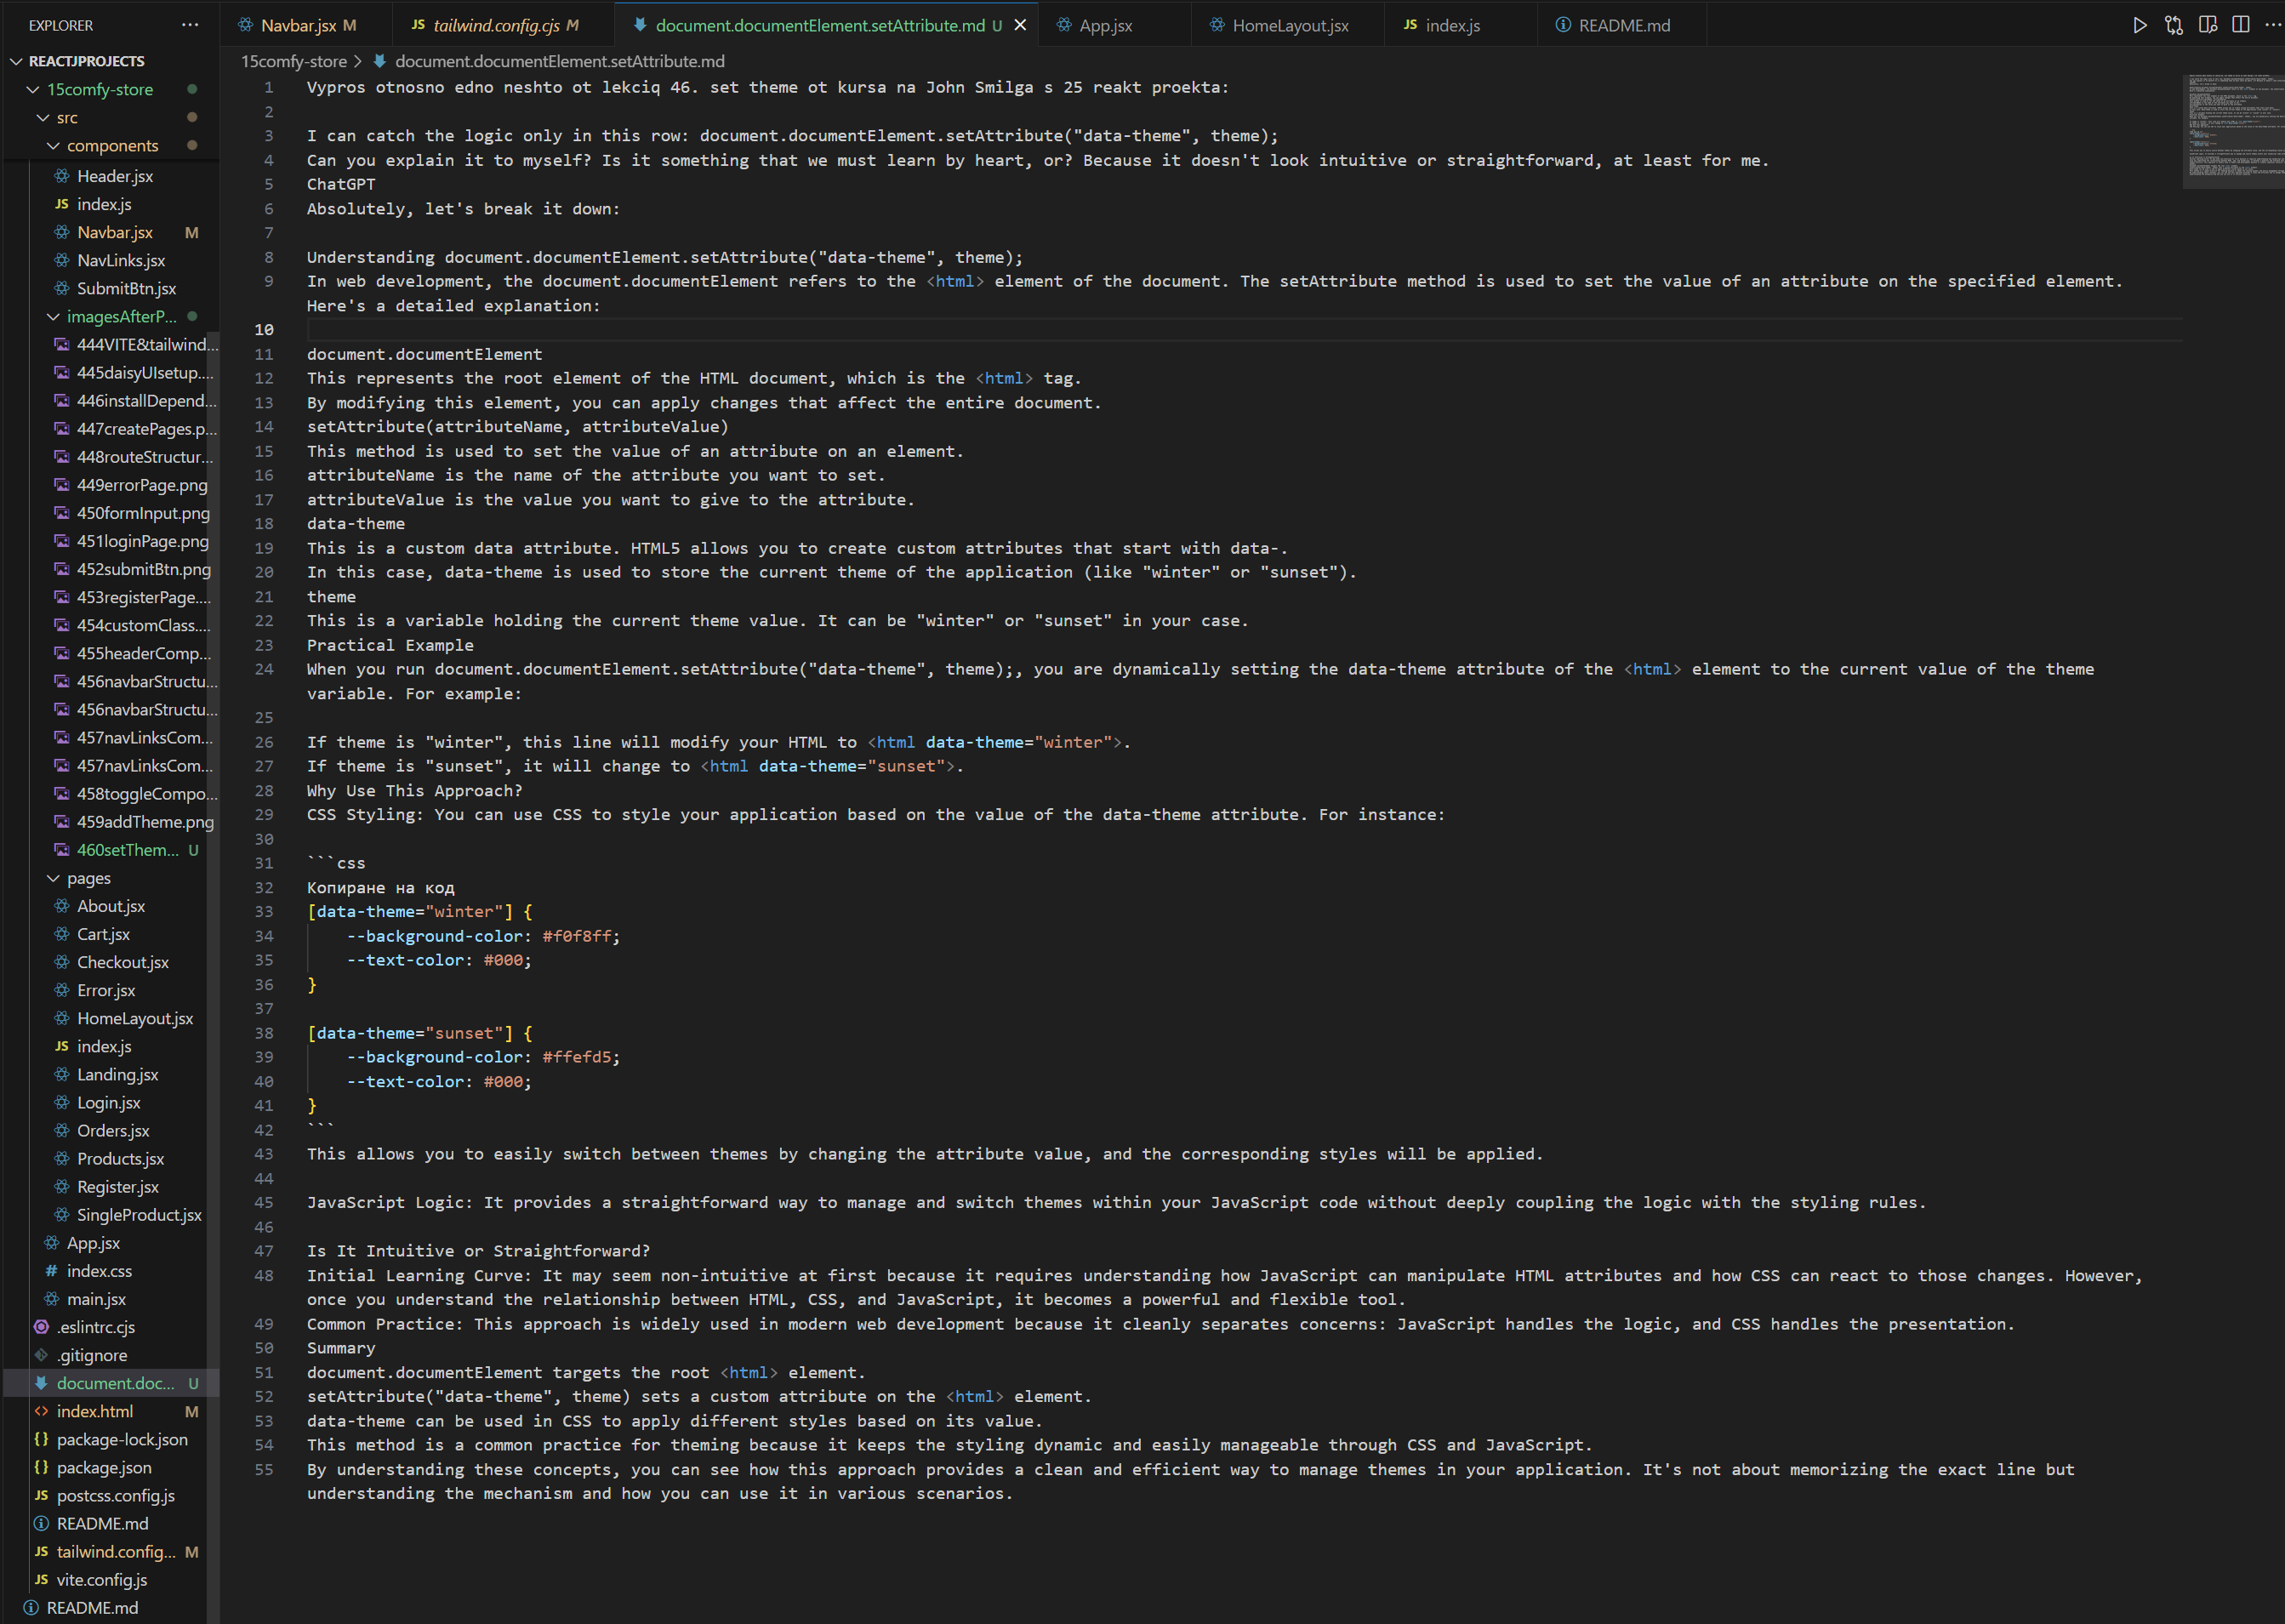 EXPLORER
Navbar.jsx M
tailwind.config.cjs M
document.documentElement.setAttribute.md U
App.jsx
HomeLayout.jsx
index.js
README.md
REACTJPROJECTS
15comfy-store
src
components
Header.jsx
index.js
Navbar.jsx M
NavLinks.jsx
SubmitBtn.jsx
imagesAfterP...
444VITE&tailwind...
445daisyUIsetup....
446installDepend...
447createPages.p...
448routeStructur...
449errorPage.png
450formInput.png
451loginPage.png
452submitBtn.png
453registerPage....
454customClass....
455headerComp...
456navbarStructu...
456navbarStructu...
457navLinksCom...
457navLinksCom...
458toggleCompo...
459addTheme.png
460setThem... U
pages
About.jsx
Cart.jsx
Checkout.jsx
Error.jsx
HomeLayout.jsx
index.js
Landing.jsx
Login.jsx
Orders.jsx
Products.jsx
Register.jsx
SingleProduct.jsx
App.jsx
index.css
main.jsx
.eslintrc.cjs
.gitignore
document.doc... U
index.html M
package-lock.json
package.json
postcss.config.js
README.md
tailwind.config... M
vite.config.js
README.md
15comfy-store > document.documentElement.setAttribute.md
1 Vypros otnosno edno neshto ot lekciq 46. set theme ot kursa na John Smilga s 25 reakt proekta:
2
3 I can catch the logic only in this row: document.documentElement.setAttribute("data-theme", theme);
4 Can you explain it to myself? Is it something that we must learn by heart, or? Because it doesn't look intuitive or straightforward, at least for me.
5 ChatGPT
6 Absolutely, let's break it down:
7
8 Understanding document.documentElement.setAttribute("data-theme", theme);
9 In web development, the document.documentElement refers to the <html> element of the document. The setAttribute method is used to set the value of an attribute on the specified element.
Here's a detailed explanation:
10
11 document.documentElement
12 This represents the root element of the HTML document, which is the <html> tag.
13 By modifying this element, you can apply changes that affect the entire document.
14 setAttribute(attributeName, attributeValue)
15 This method is used to set the value of an attribute on an element.
16 attributeName is the name of the attribute you want to set.
17 attributeValue is the value you want to give to the attribute.
18 data-theme
19 This is a custom data attribute. HTML5 allows you to create custom attributes that start with data-.
20 In this case, data-theme is used to store the current theme of the application (like "winter" or "sunset").
21 theme
22 This is a variable holding the current theme value. It can be "winter" or "sunset" in your case.
23 Practical Example
24 When you run document.documentElement.setAttribute("data-theme", theme);, you are dynamically setting the data-theme attribute of the <html> element to the current value of the theme
variable. For example:
25
26 If theme is "winter", this line will modify your HTML to <html data-theme="winter">.
27 If theme is "sunset", it will change to <html data-theme="sunset">.
28 Why Use This Approach?
29 CSS Styling: You can use CSS to style your application based on the value of the data-theme attribute. For instance:
30
31 ```css
32 Копиране на код
33 [data-theme="winter"] {
34 --background-color: #f0f8ff;
35 --text-color: #000;
36 }
37
38 [data-theme="sunset"] {
39 --background-color: #ffefd5;
40 --text-color: #000;
41 }
42 ```
43 This allows you to easily switch between themes by changing the attribute value, and the corresponding styles will be applied.
44
45 JavaScript Logic: It provides a straightforward way to manage and switch themes within your JavaScript code without deeply coupling the logic with the styling rules.
46
47 Is It Intuitive or Straightforward?
48 Initial Learning Curve: It may seem non-intuitive at first because it requires understanding how JavaScript can manipulate HTML attributes and how CSS can react to those changes. However,
once you understand the relationship between HTML, CSS, and JavaScript, it becomes a powerful and flexible tool.
49 Common Practice: This approach is widely used in modern web development because it cleanly separates concerns: JavaScript handles the logic, and CSS handles the presentation.
50 Summary
51 document.documentElement targets the root <html> element.
52 setAttribute("data-theme", theme) sets a custom attribute on the <html> element.
53 data-theme can be used in CSS to apply different styles based on its value.
54 This method is a common practice for theming because it keeps the styling dynamic and easily manageable through CSS and JavaScript.
55 By understanding these concepts, you can see how this approach provides a clean and efficient way to manage themes in your application. It's not about memorizing the exact line but
understanding the mechanism and how you can use it in various scenarios.